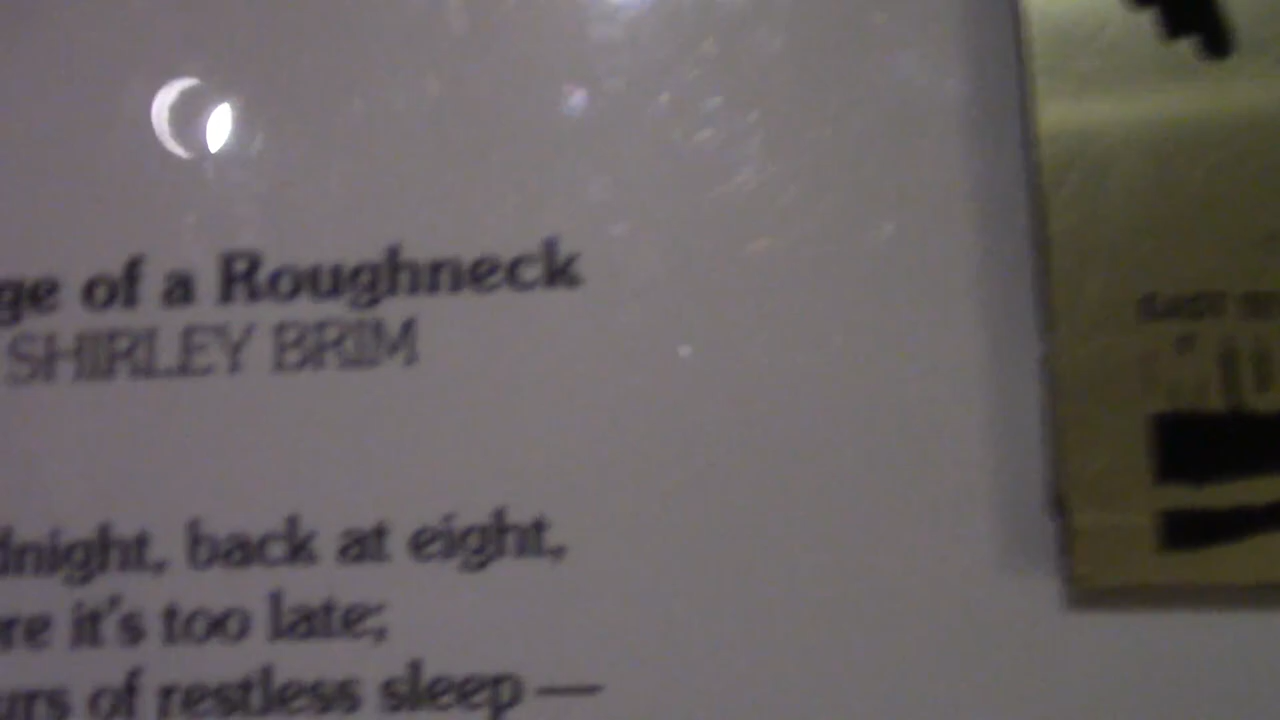 ge of a Roughneck
SHIRLEY BRIM
dnight, back at eight,
re it's too late;
urs of restless sleep —